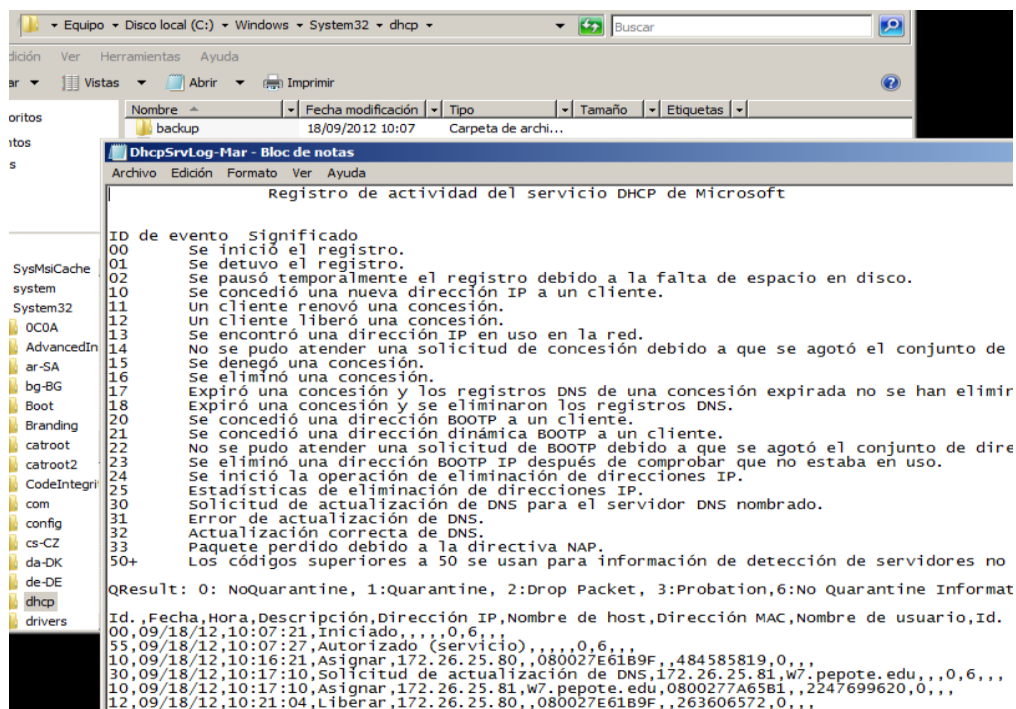 Equipo ▾ Disco local (C:) ▾ Windows ▾ System32 ▾ dhcp
Buscar
dición Ver Herramientas Ayuda
ar Vistas Abrir Imprimir
Nombre Fecha modificación Tipo Tamaño Etiquetas
backup 18/09/2012 10:07 Carpeta de archi...
oritos
ntos
s
SysMsiCache
system
System32
0C0A
AdvancedIn
ar-SA
bg-BG
Boot
Branding
catroot
catroot2
CodeIntegri
com
config
cs-CZ
da-DK
de-DE
dhcp
drivers
DhcpSrvLog-Mar - Bloc de notas
Archivo Edición Formato Ver Ayuda
Registro de actividad del servicio DHCP de Microsoft
ID de evento Significado
00 Se inició el registro.
01 Se detuvo el registro.
02 Se pausó temporalmente el registro debido a la falta de espacio en disco.
10 Se concedió una nueva dirección IP a un cliente.
11 Un cliente renovó una concesión.
12 Un cliente liberó una concesión.
13 Se encontró una dirección IP en uso en la red.
14 No se pudo atender una solicitud de concesión debido a que se agotó el conjunto de
15 Se denegó una concesión.
16 Se eliminó una concesión.
17 Expiró una concesión y los registros DNS de una concesión expirada no se han elimin
18 Expiró una concesión y se eliminaron los registros DNS.
20 Se concedió una dirección BOOTP a un cliente.
21 Se concedió una dirección dinámica BOOTP a un cliente.
22 No se pudo atender una solicitud de BOOTP debido a que se agotó el conjunto de dire
23 Se eliminó una dirección BOOTP IP después de comprobar que no estaba en uso.
24 Se inició la operación de eliminación de direcciones IP.
25 Estadísticas de eliminación de direcciones IP.
30 Solicitud de actualización de DNS para el servidor DNS nombrado.
31 Error de actualización de DNS.
32 Actualización correcta de DNS.
33 Paquete perdido debido a la directiva NAP.
50+ Los códigos superiores a 50 se usan para información de detección de servidores no
QResult: 0: NoQuarantine, 1:Quarantine, 2:Drop Packet, 3:Probation,6:No Quarantine Informat
Id.,Fecha,Hora,Descripción,Dirección IP,Nombre de host,Dirección MAC,Nombre de usuario,Id.
00,09/18/12,10:07:21,Iniciado,,,,,0,6,,,
55,09/18/12,10:07:27,Autorizado (servicio),,,,,0,6,,,
10,09/18/12,10:16:21,Asignar,172.26.25.80,,080027E61B9F,,484585819,0,,,
30,09/18/12,10:17:10,Solicitud de actualización de DNS,172.26.25.81,w7.pepote.edu,,,0,6,,,
10,09/18/12,10:17:10,Asignar,172.26.25.81,w7.pepote.edu,0800277A65B1,,2247699620,0,,,
12,09/18/12,10:21:04,Liberar,172.26.25.80,,080027E61B9F,,263606572,0,,,